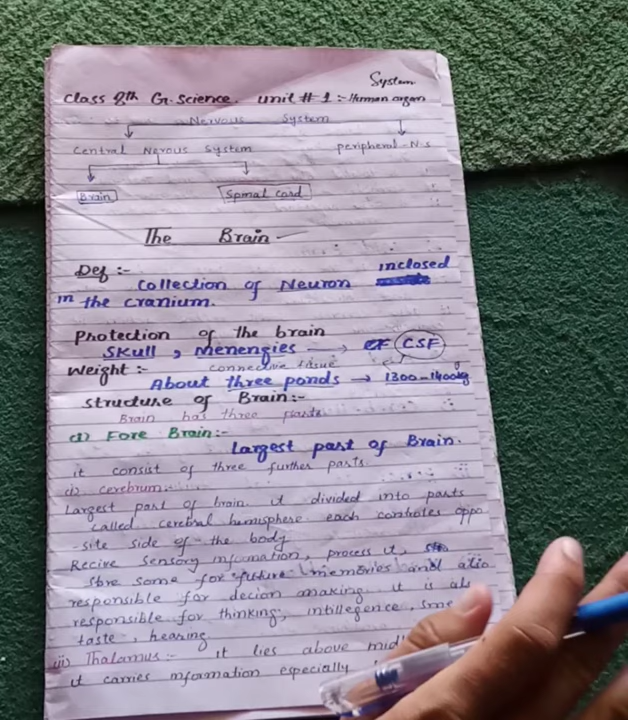 System
Class 8th G.Science. unit # 1:- Human organ
Nervous System
Central Nervous System peripheral-N.S
Brain Spinal cord
The Brain
Def:-
collection of Neuron inclosed
in the cranium.
Protection of the brain
Skull, Menengies → CSF
connective tissue
Weight:-
About three ponds → 1300-1400kg
structure of Brain:-
Brain has three parts
(1) Fore Brain:-
Largest part of Brain.
it consist of three further parts.
(i) cerebrum:
Largest part of brain it divided into parts
called cerebral hemisphere each controles oppo
-site side of the body
Recive sensory information, process it,
store some for future memories and also
responsible for decion making. it is als
responsible for thinking, intillegence, sme
taste, hearing.
(ii) Thalamus:- it lies above mid
it carries information especially